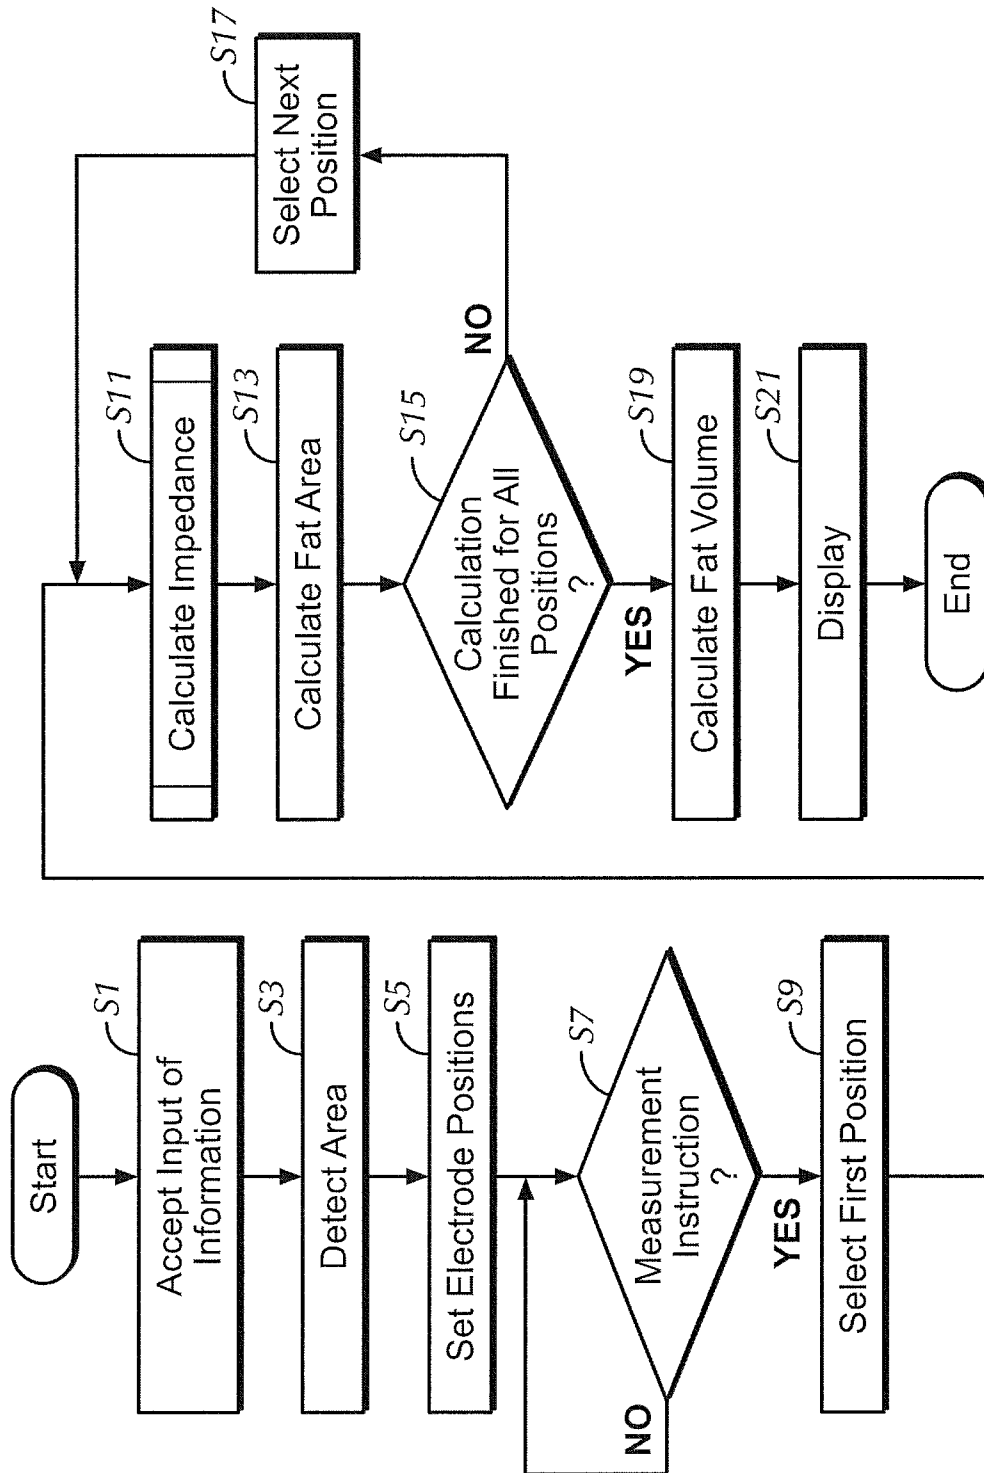 Start
S1
Accept Input of
Information
S3
Detect Area
S5
Set Electrode Positions
S7
Measurement
Instruction
?
NO
YES
S9
Select First Position
S11
Calculate Impedance
S13
Calculate Fat Area
S15
Calculation
Finished for All
Positions
?
NO
S17
Select Next
Position
YES
S19
Calculate Fat Volume
S21
Display
End